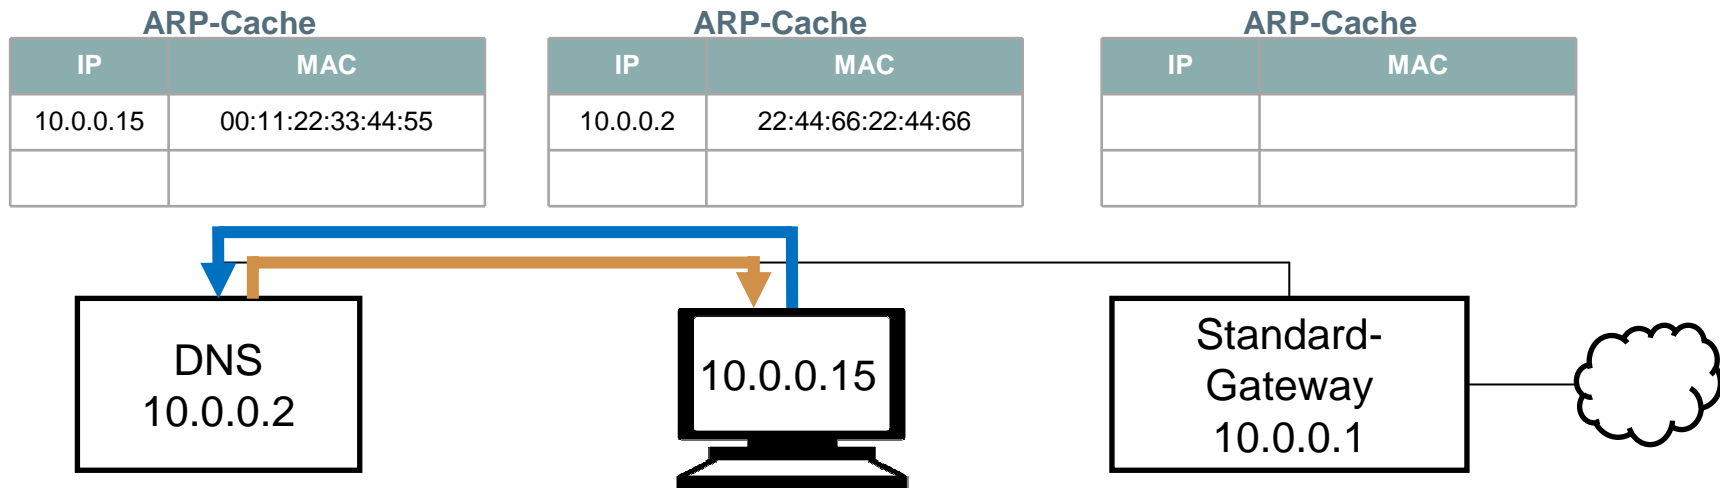 ARP-Cache
IP MAC
10.0.0.15 00:11:22:33:44:55
ARP-Cache
IP MAC
10.0.0.2 22:44:66:22:44:66
ARP-Cache
IP MAC
DNS
10.0.0.2
10.0.0.15
Standard-
Gateway
10.0.0.1